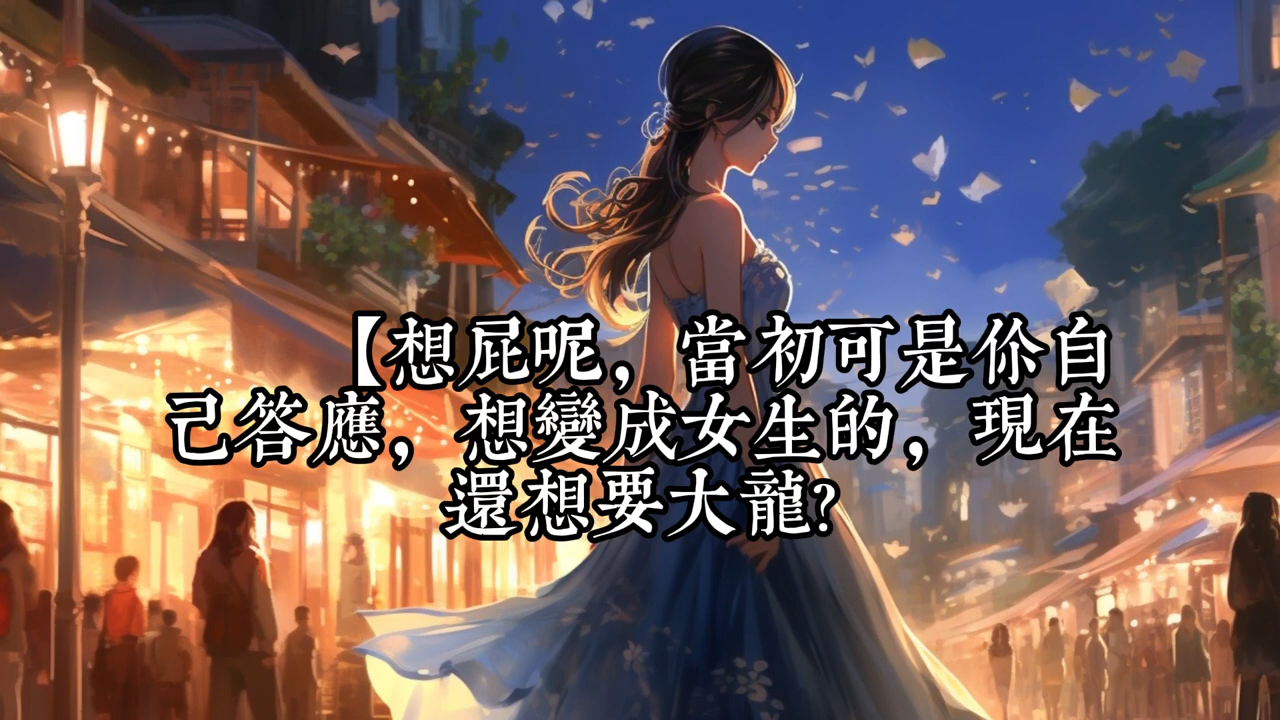 【想屁呢，當初可是你自
己答應，想變成女生的，現在
還想要大龍?